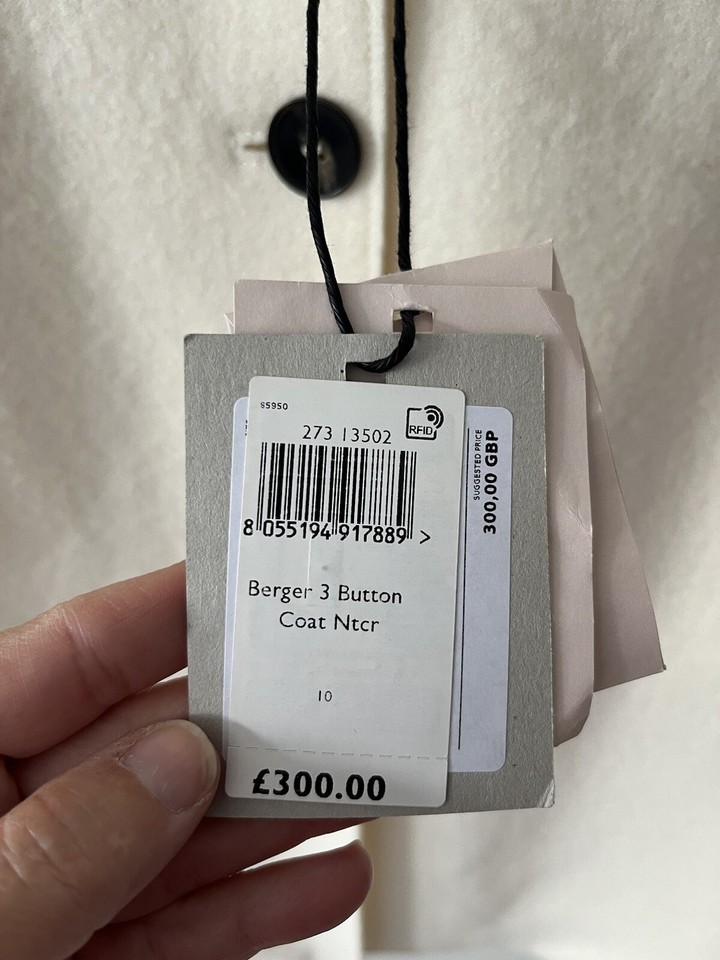 S5950
RFID
273 13502
8 055194 917889 >
Berger 3 Button
Coat Ntcr
10
£300.00
SUGGESTED PRICE
300,00 GBP